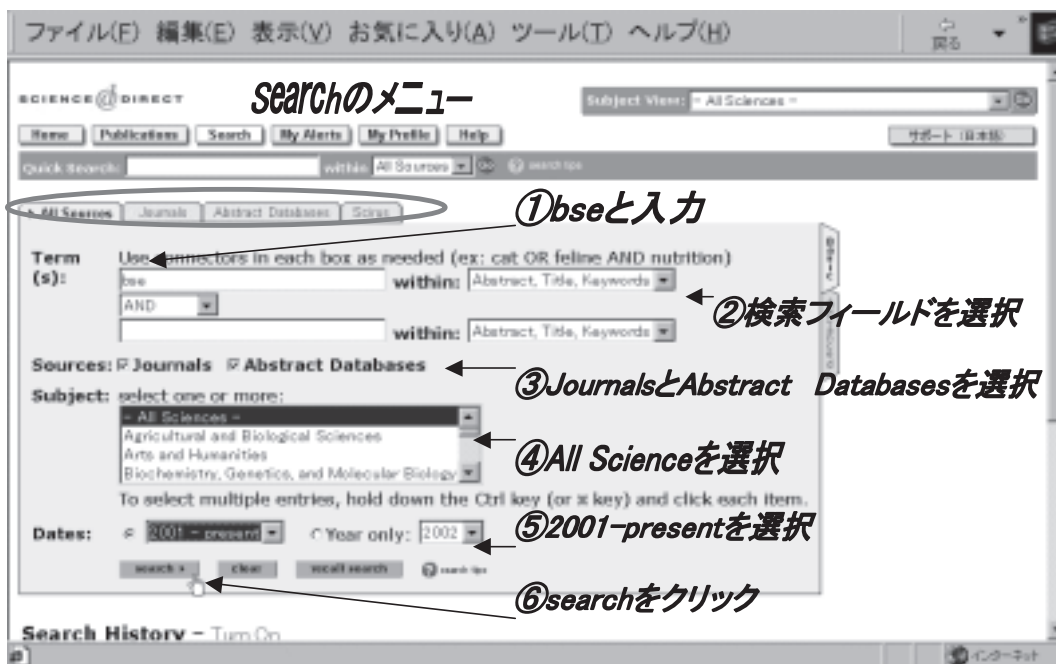 ファイル(F) 編集(E) 表示(V) お気に入り(A) ツール(T) ヘルプ(H)
戻る
SCIENCE @ DIRECT
searchのメニュー
Subject View: - All Sciences -
Home Publications Search My Alerts My Profile Help
サポート (日本語)
Quick Search: within All Sources Go ? search tips
All Sources Journals Abstract Databases Scirus
①bseと入力
Term (s): Use connectors in each box as needed (ex: cat OR feline AND nutrition)
bse within: Abstract, Title, Keywords
AND
②検索フィールドを選択
within: Abstract, Title, Keywords
Sources: Journals Abstract Databases
③JournalsとAbstract Databasesを選択
Subject: select one or more:
- All Sciences -
Agricultural and Biological Sciences
Arts and Humanities
④All Scienceを選択
Biochemistry, Genetics, and Molecular Biology
To select multiple entries, hold down the Ctrl key (or ⌘ key) and click each item.
Dates: 2001 - present Year only: 2002
⑤2001-presentを選択
search clear recall search ? search tips
⑥searchをクリック
Search History - Turn On
インターネット